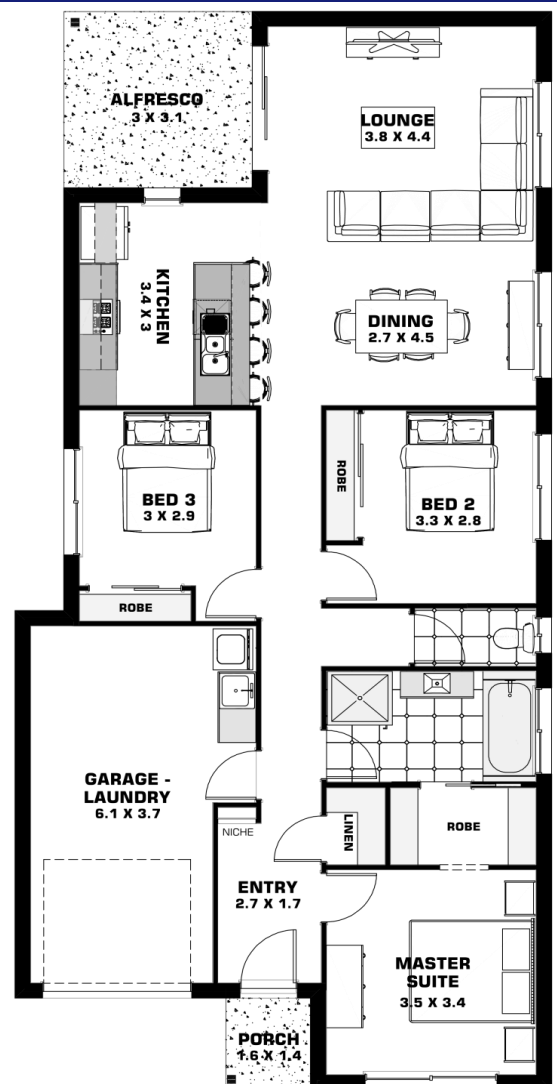 ALFRESCO
3 X 3.1
LOUNGE
3.8 X 4.4
KITCHEN
3.4 X 3
DINING
2.7 X 4.5
BED 3
3 X 2.9
ROBE
BED 2
3.3 X 2.8
ROBE
GARAGE -
LAUNDRY
6.1 X 3.7
NICHE
LINEN
ROBE
ENTRY
2.7 X 1.7
MASTER
SUITE
3.5 X 3.4
PORCH
1.6 X 1.4